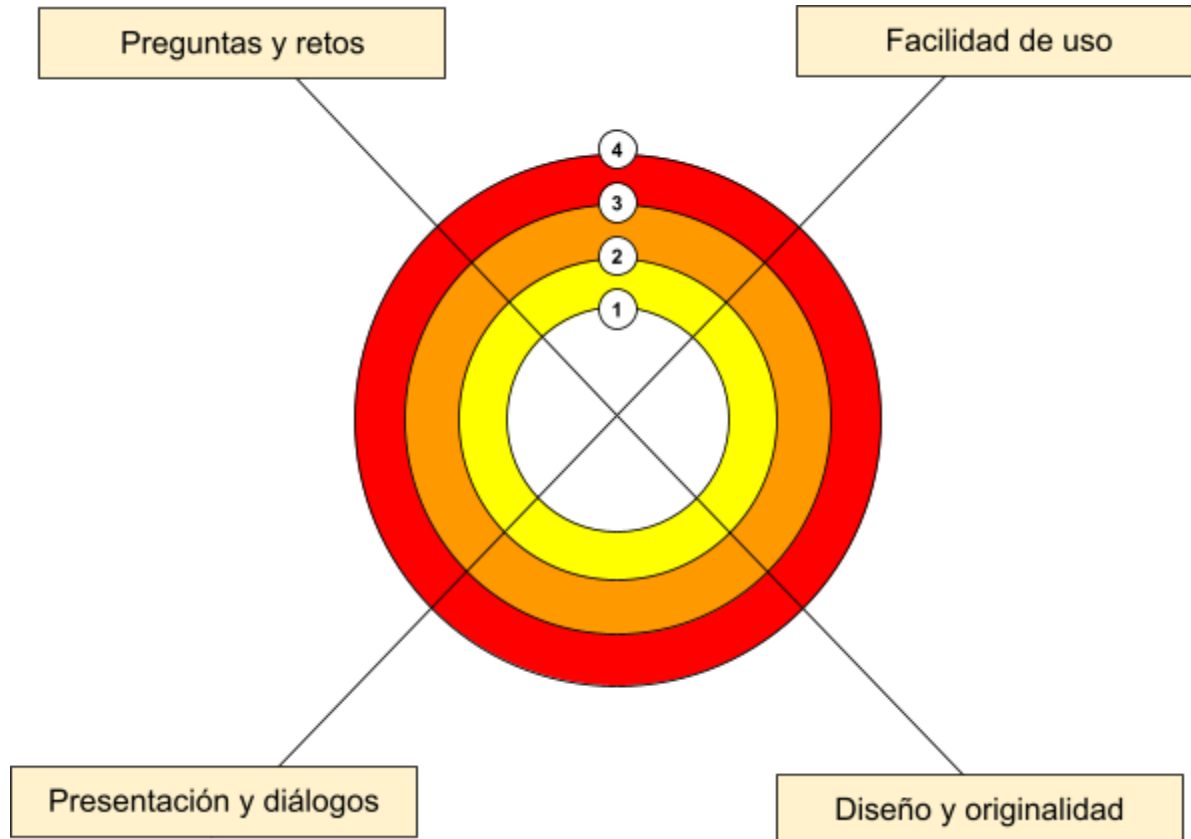 Preguntas y retos
Facilidad de uso
4
3
2
1
Presentación y diálogos
Diseño y originalidad